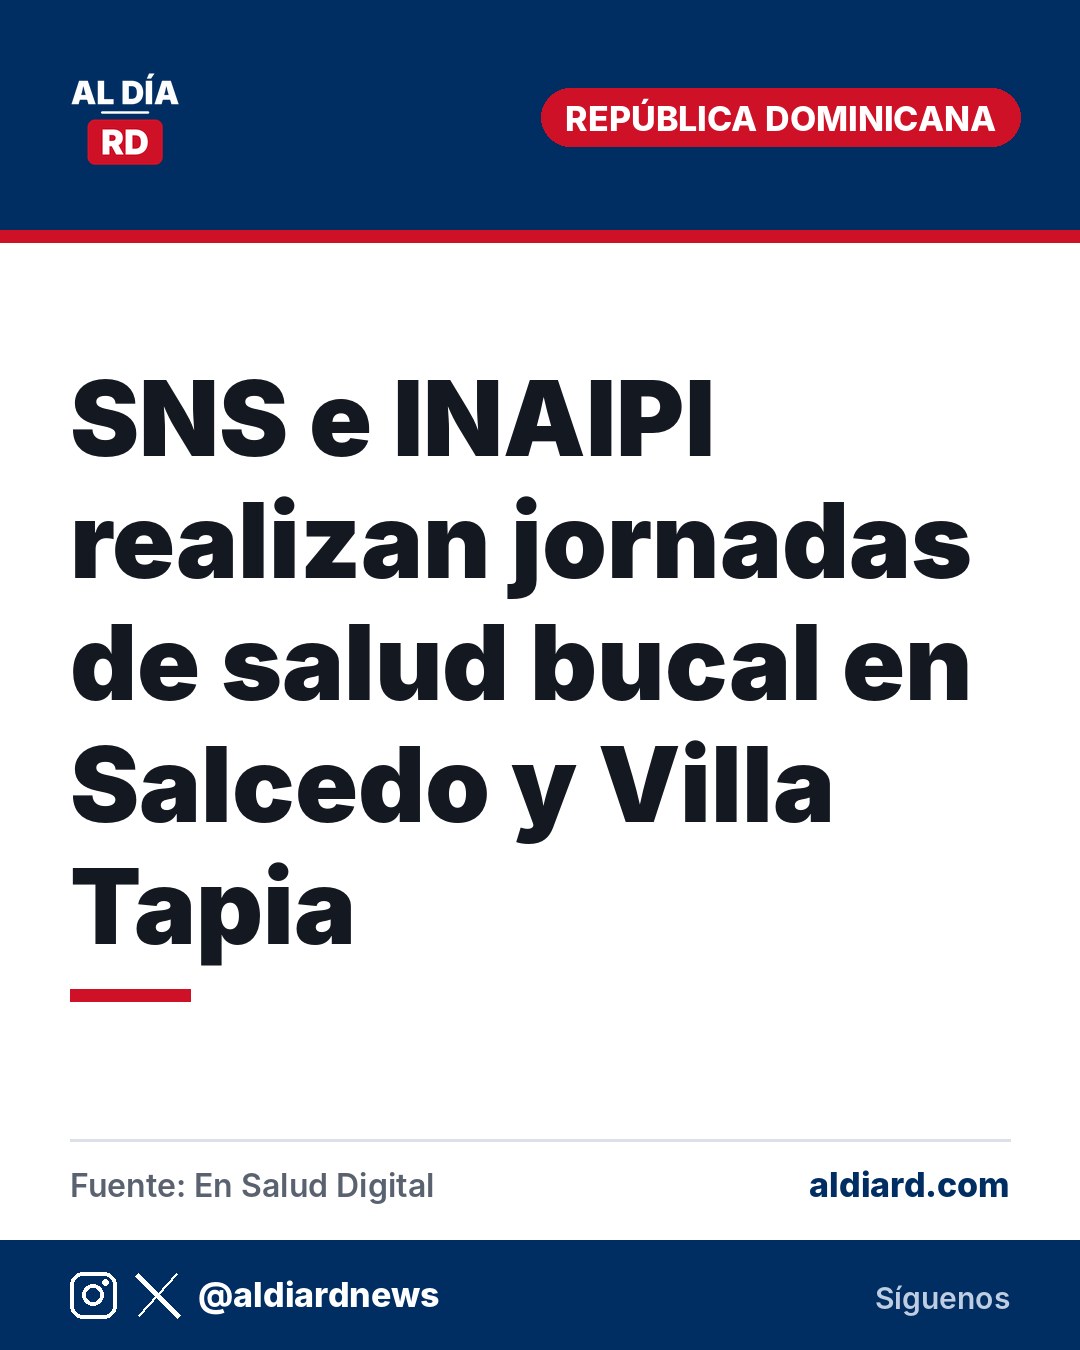 AL DÍA
RD
REPÚBLICA DOMINICANA
SNS e INAIPI
realizan jornadas
de salud bucal en
Salcedo y Villa
Tapia
Fuente: En Salud Digital
aldiard.com
@aldiardnews
Síguenos